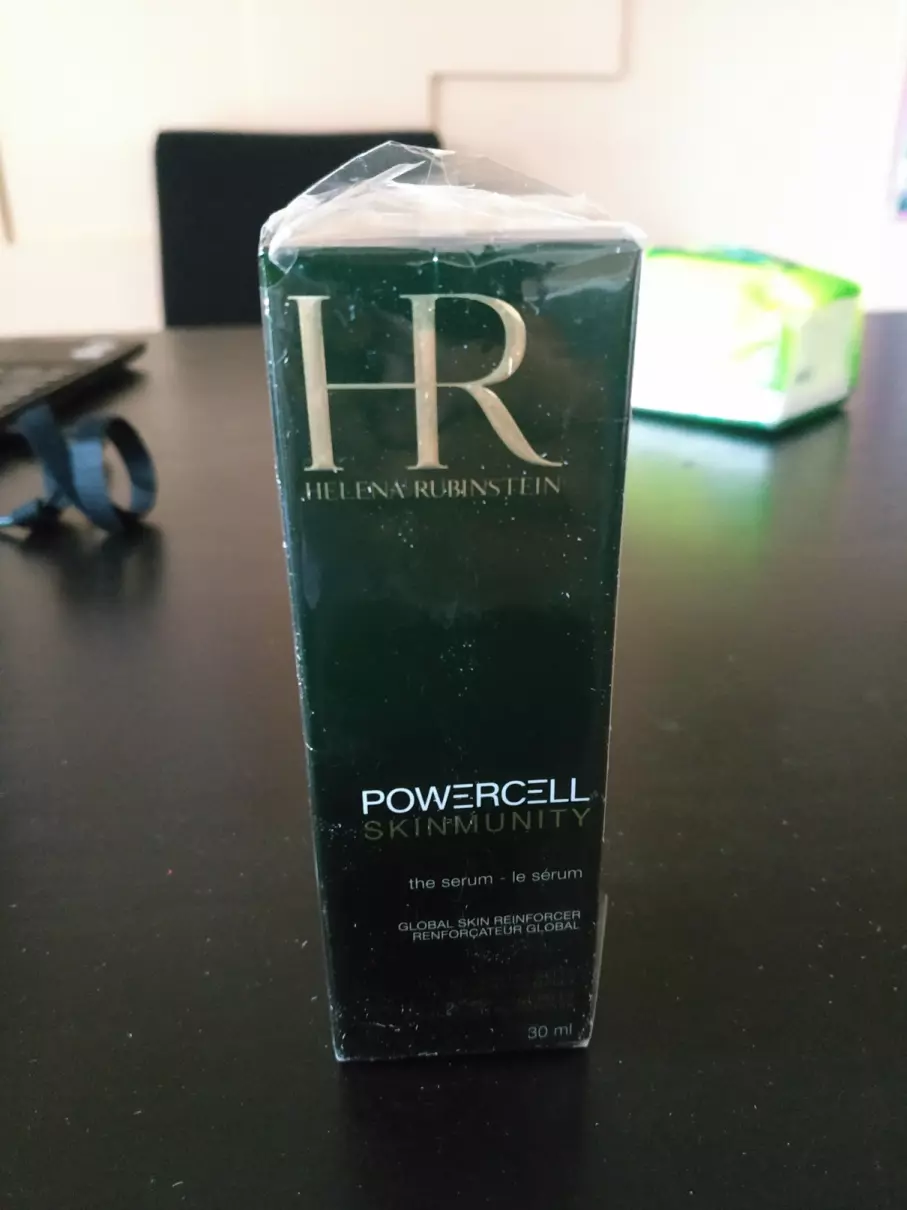 HR
HELENA RUBINSTEIN
POWERCELL
SKINMUNITY
the serum - le sérum
GLOBAL SKIN REINFORCER
RENFORÇATEUR GLOBAL
30 ml